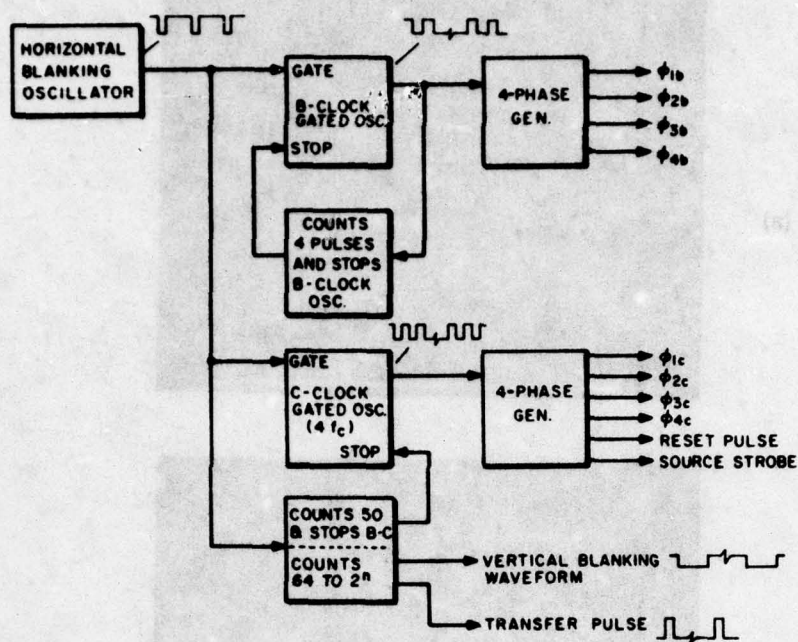 HORIZONTAL
BLANKING
OSCILLATOR
GATE
B-CLOCK
GATED OSC.
STOP
4-PHASE
GEN.
ϕ1b
ϕ2b
ϕ3b
ϕ4b
COUNTS
4 PULSES
AND STOPS
B-CLOCK
OSC.
GATE
C-CLOCK
GATED OSC.
(4 fc)
STOP
4-PHASE
GEN.
ϕ1c
ϕ2c
ϕ3c
ϕ4c
RESET PULSE
SOURCE STROBE
COUNTS 50
& STOPS B-C
COUNTS
64 TO 2ⁿ
VERTICAL BLANKING
WAVEFORM
TRANSFER PULSE